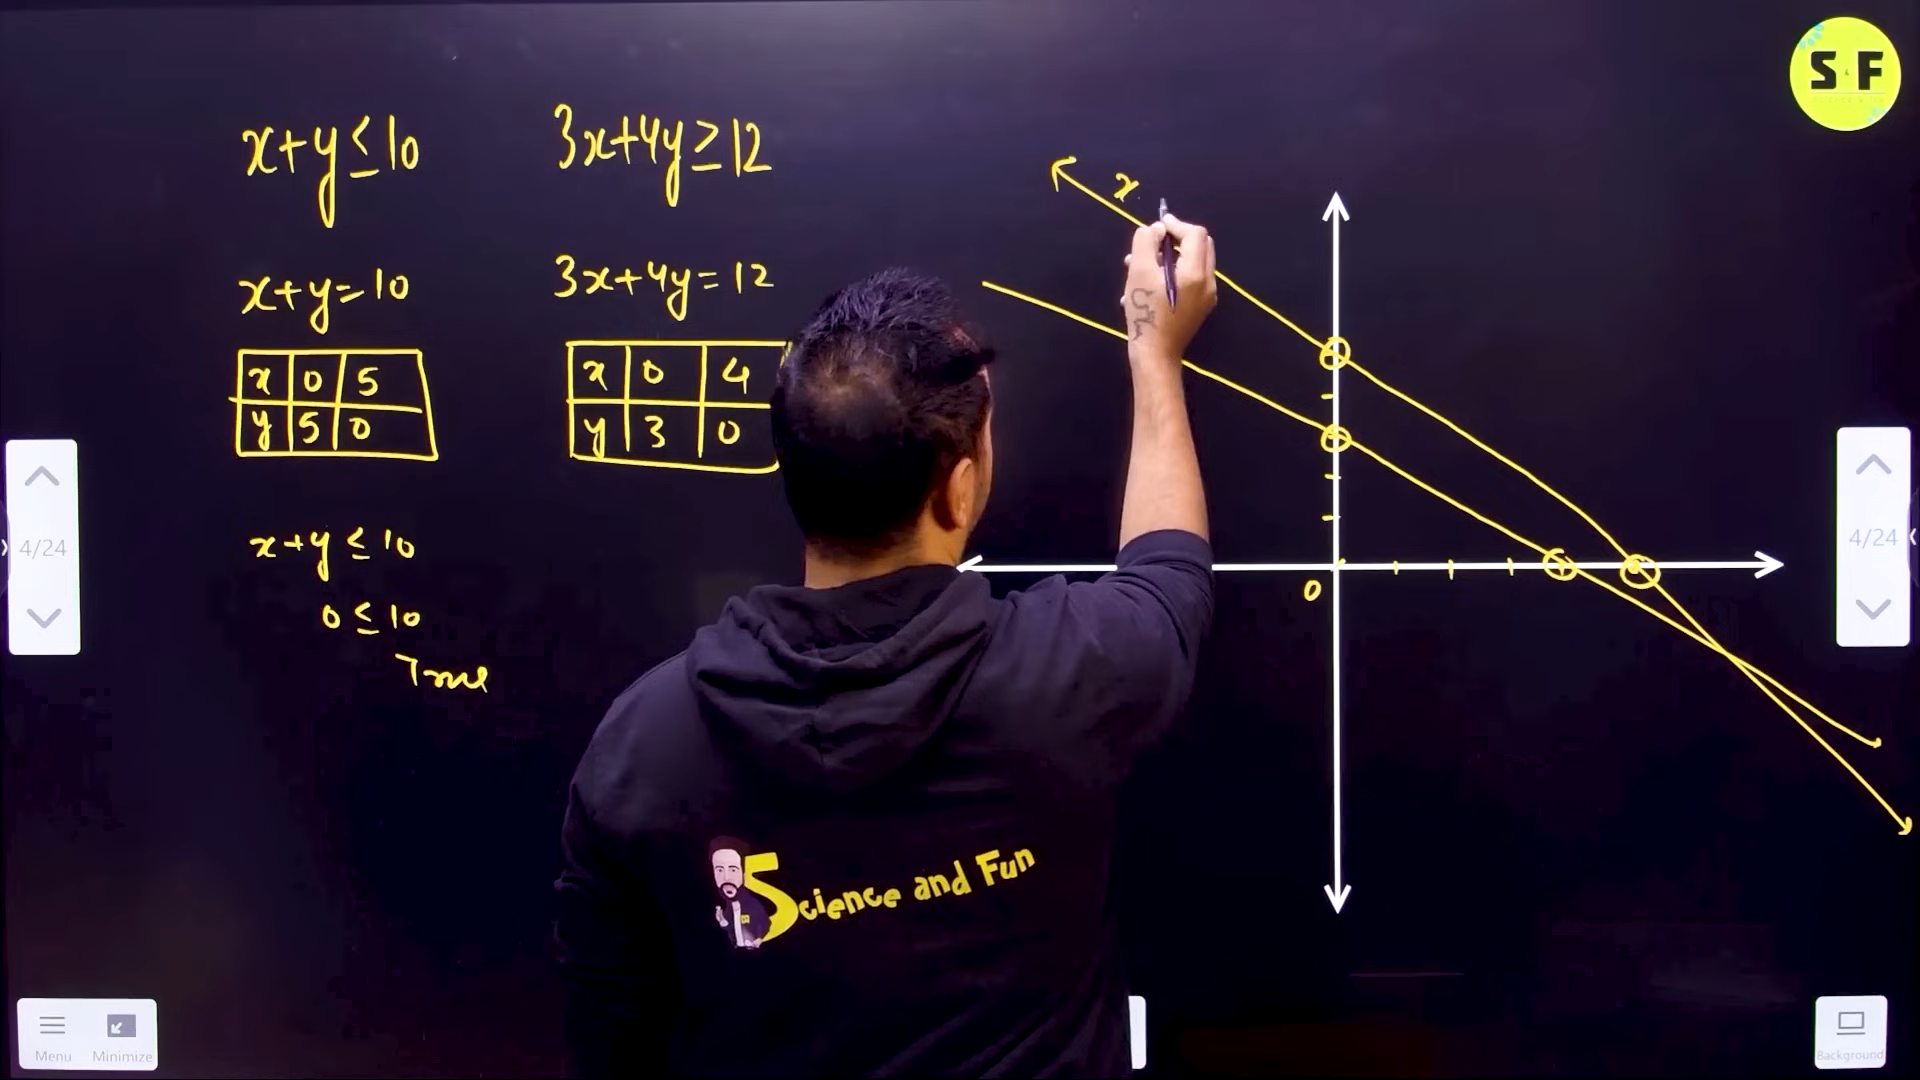 S&F
x+y≤10
3x+4y≥12
x+y=10
3x+4y=12
x 0 5
y 5 0
x 0 4
y 3 0
x+y≤10
0≤10
True
x
0
4/24
4/24
Science and Fun
Menu
Minimize
Background